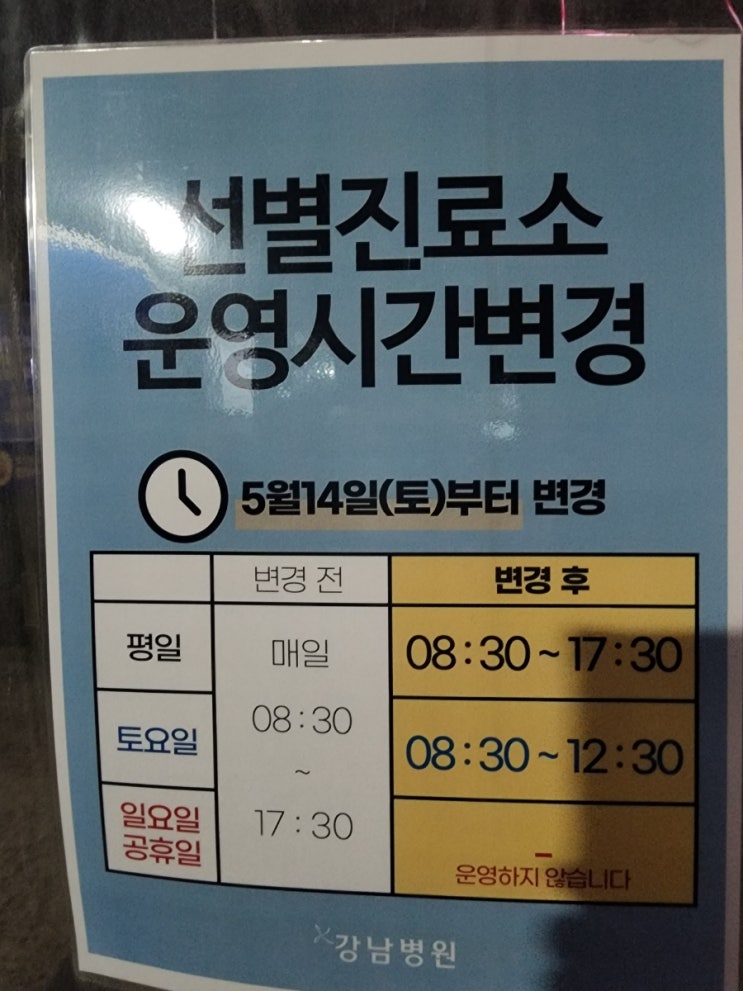 선별진료소
운영시간변경
5월14일(토)부터 변경
변경 전
변경 후
평일
매일
08:30
~
17:30
08:30~17:30
토요일
08:30~12:30
일요일
공휴일
–
운영하지 않습니다
강남병원